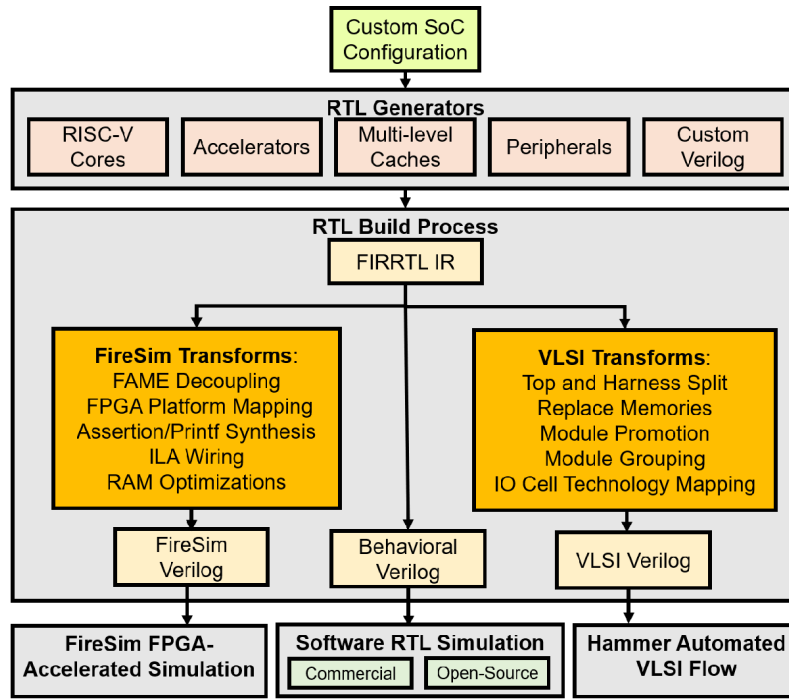 Custom SoC
Configuration
RTL Generators
RISC-V
Cores
Accelerators
Multi-level
Caches
Peripherals
Custom
Verilog
RTL Build Process
FIRRTL IR
FireSim Transforms:
FAME Decoupling
FPGA Platform Mapping
Assertion/Printf Synthesis
ILA Wiring
RAM Optimizations
VLSI Transforms:
Top and Harness Split
Replace Memories
Module Promotion
Module Grouping
IO Cell Technology Mapping
FireSim
Verilog
Behavioral
Verilog
VLSI Verilog
FireSim FPGA-
Accelerated Simulation
Software RTL Simulation
Commercial
Open-Source
Hammer Automated
VLSI Flow